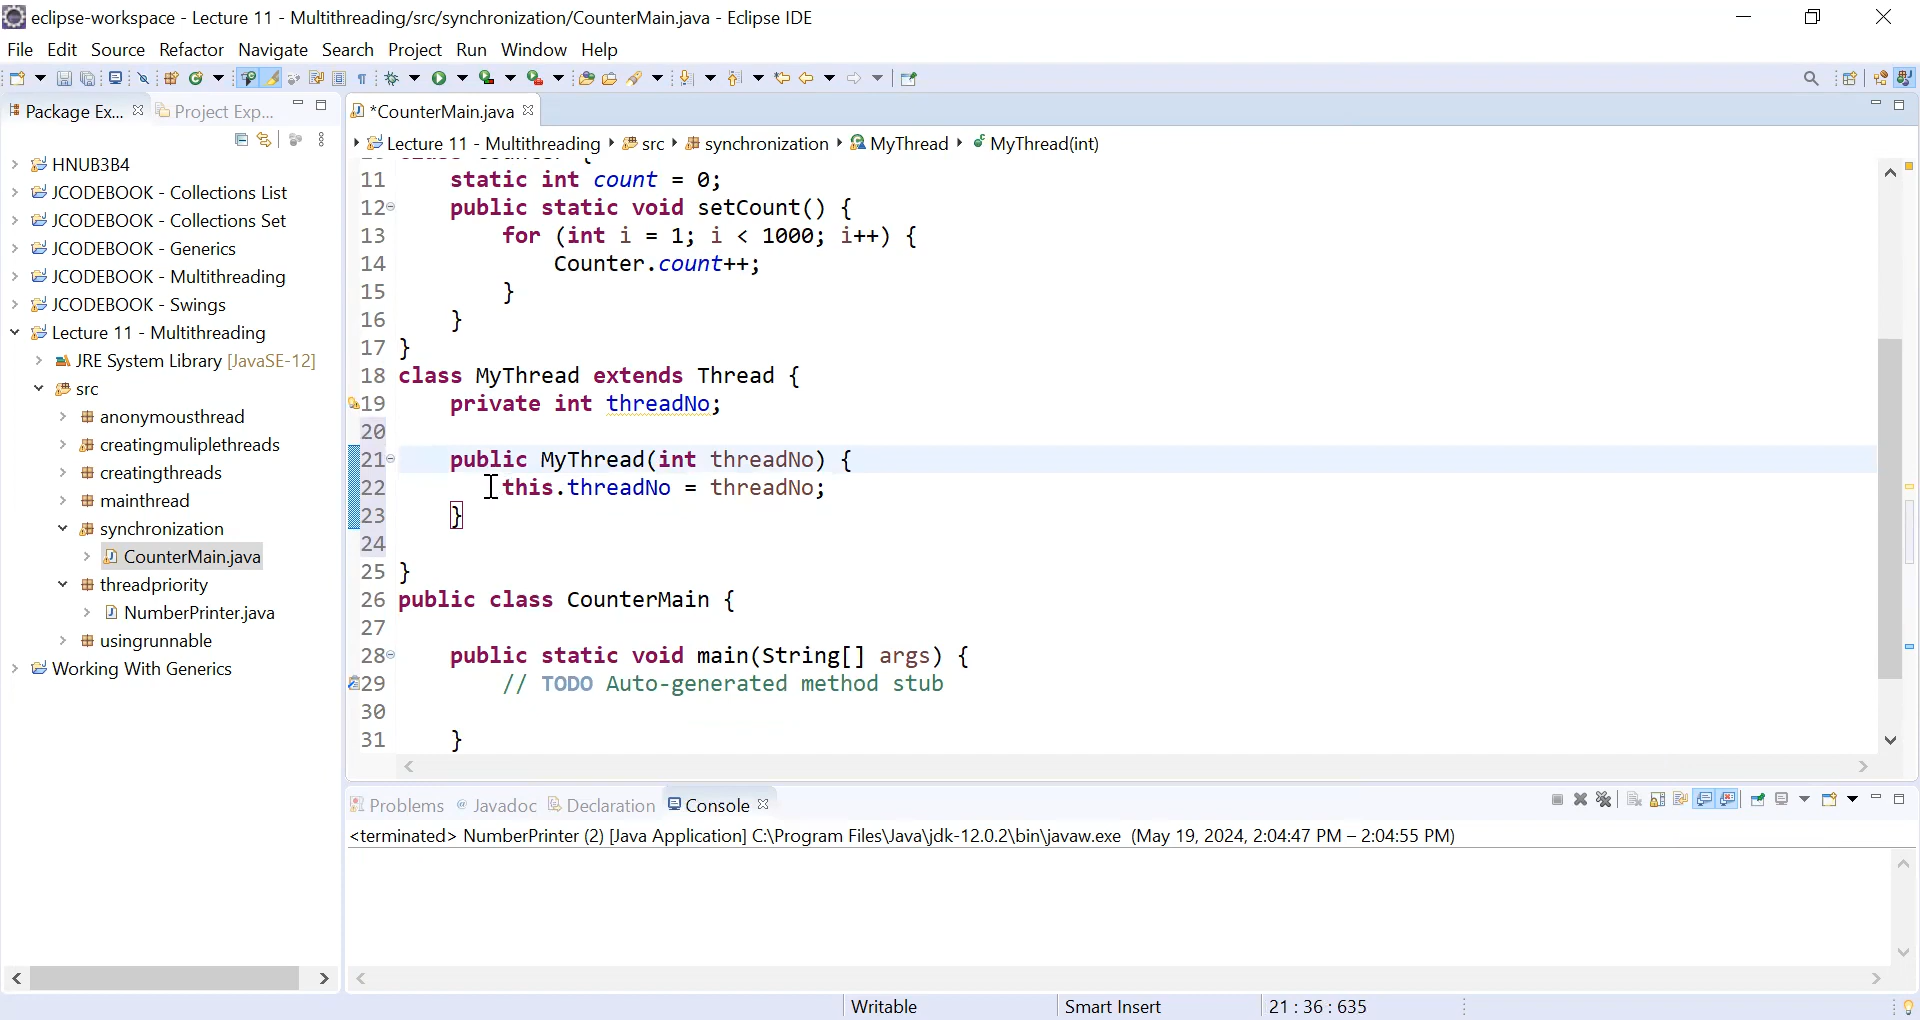 eclipse-workspace - Lecture 11 - Multithreading/src/synchronization/CounterMain.java - Eclipse IDE
File Edit Source Refactor Navigate Search Project Run Window Help
Package Ex... Project Exp...
HNUB3B4
JCODEBOOK - Collections List
JCODEBOOK - Collections Set
JCODEBOOK - Generics
JCODEBOOK - Multithreading
JCODEBOOK - Swings
Lecture 11 - Multithreading
JRE System Library [JavaSE-12]
src
anonymousthread
creatingmuliplethreads
creatingthreads
mainthread
synchronization
CounterMain.java
threadpriority
NumberPrinter.java
usingrunnable
Working With Generics
*CounterMain.java
Lecture 11 - Multithreading src synchronization MyThread MyThread(int)
11 static int count = 0;
12 public static void setCount() {
13 for (int i = 1; i < 1000; i++) {
14 Counter.count++;
15 }
16 }
17 }
18 class MyThread extends Thread {
19 private int threadNo;
20
21 public MyThread(int threadNo) {
22 this.threadNo = threadNo;
23 }
24
25 }
26 public class CounterMain {
27
28 public static void main(String[] args) {
29 // TODO Auto-generated method stub
30
31 }
Problems Javadoc Declaration Console
<terminated> NumberPrinter (2) [Java Application] C:\Program Files\Java\jdk-12.0.2\bin\javaw.exe (May 19, 2024, 2:04:47 PM – 2:04:55 PM)
Writable Smart Insert 21 : 36 : 635